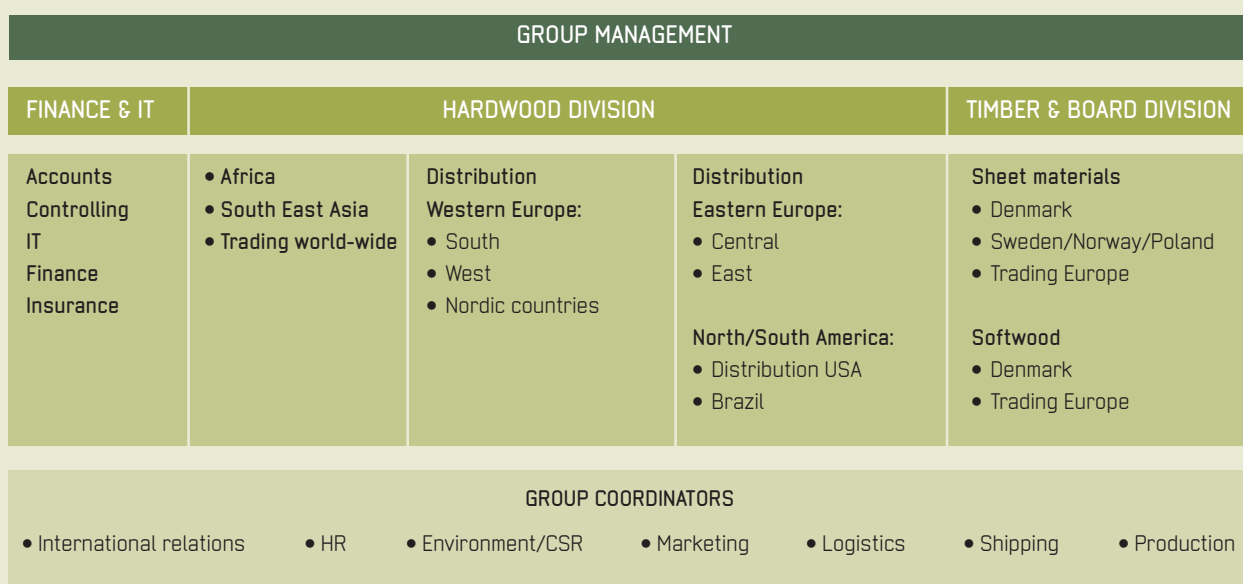 GROUP MANAGEMENT
FINANCE & IT
HARDWOOD DIVISION
TIMBER & BOARD DIVISION
Accounts
Controlling
IT
Finance
Insurance
• Africa
• South East Asia
• Trading world-wide
Distribution
Western Europe:
• South
• West
• Nordic countries
Distribution
Eastern Europe:
• Central
• East
North/South America:
• Distribution USA
• Brazil
Sheet materials
• Denmark
• Sweden/Norway/Poland
• Trading Europe
Softwood
• Denmark
• Trading Europe
GROUP COORDINATORS
• International relations • HR • Environment/CSR • Marketing • Logistics • Shipping • Production